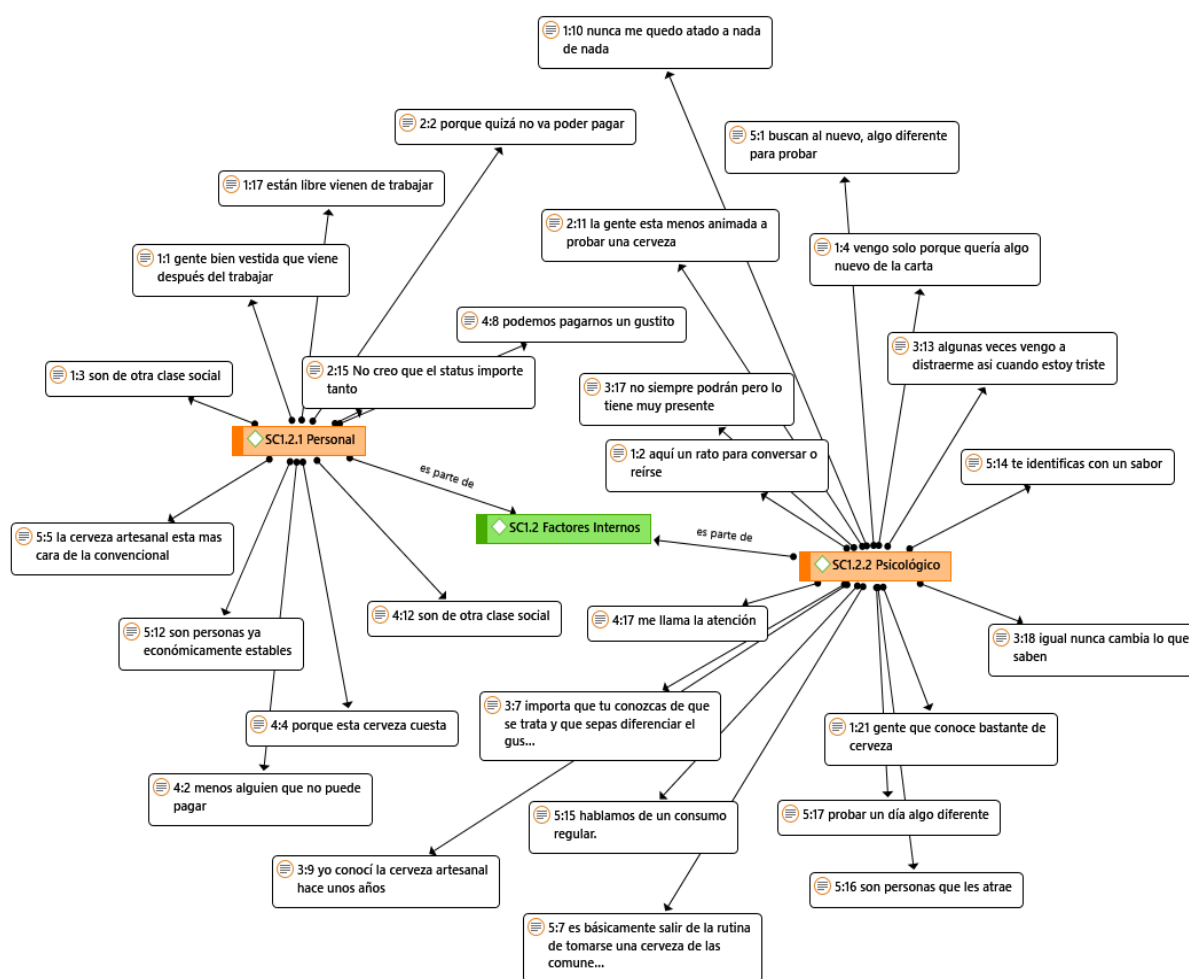 1:10 nunca me quedo atado a nada
de nada
2:2 porque quizá no va poder pagar
5:1 buscan al nuevo, algo diferente
para probar
1:17 están libre vienen de trabajar
2:11 la gente esta menos animada a
probar una cerveza
1:4 vengo solo porque quería algo
nuevo de la carta
1:1 gente bien vestida que viene
después del trabajar
4:8 podemos pagarnos un gustito
3:13 algunas veces vengo a
distraerme así cuando estoy triste
1:3 son de otra clase social
2:15 No creo que el status importe
tanto
3:17 no siempre podrán pero lo
tiene muy presente
SC1.2.1 Personal
1:2 aquí un rato para conversar o
reírse
5:14 te identificas con un sabor
es parte de
5:5 la cerveza artesanal esta mas
cara de la convencional
SC1.2 Factores Internos
es parte de
SC1.2.2 Psicológico
4:12 son de otra clase social
4:17 me llama la atención
5:12 son personas ya
económicamente estables
3:18 igual nunca cambia lo que
saben
3:7 importa que tu conozcas de que
se trata y que sepas diferenciar el
gus...
4:4 porque esta cerveza cuesta
1:21 gente que conoce bastante de
cerveza
4:2 menos alguien que no puede
pagar
5:15 hablamos de un consumo
regular.
5:17 probar un día algo diferente
3:9 yo conocí la cerveza artesanal
hace unos años
5:16 son personas que les atrae
5:7 es básicamente salir de la rutina
de tomarse una cerveza de las
comune...